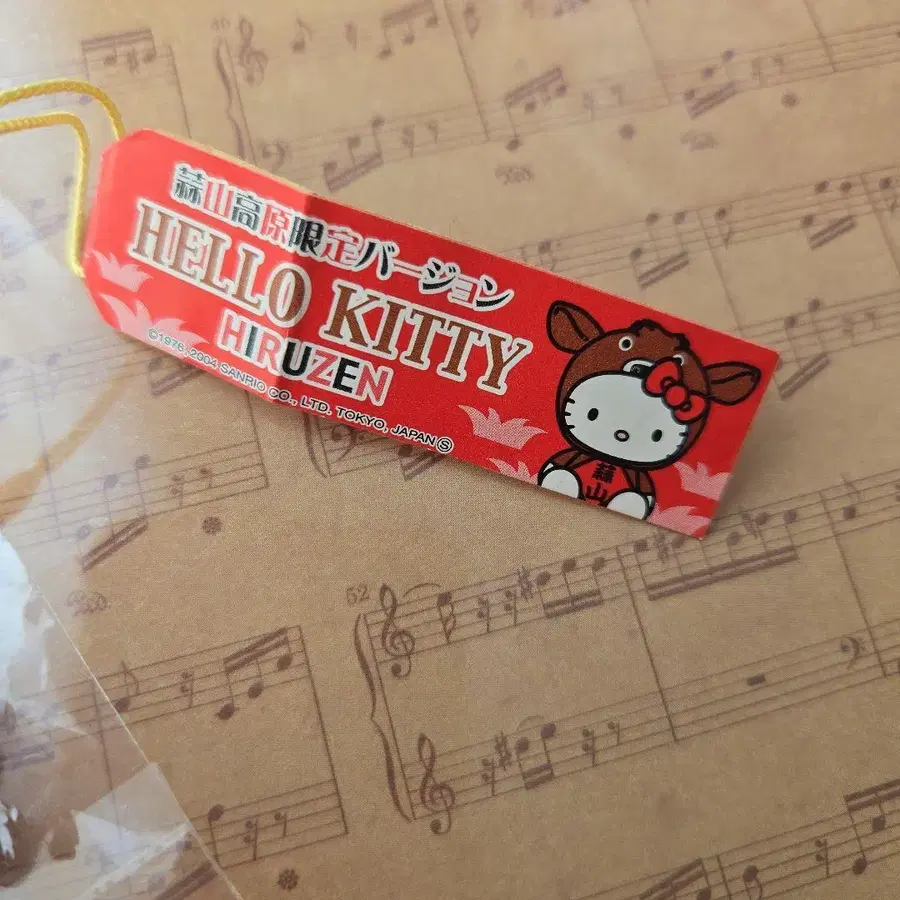 蒜山高原限定バージョン
HELLO KITTY
HIRUZEN
©1976, 2004 SANRIO CO., LTD. TOKYO, JAPAN Ⓢ
蒜
山
52